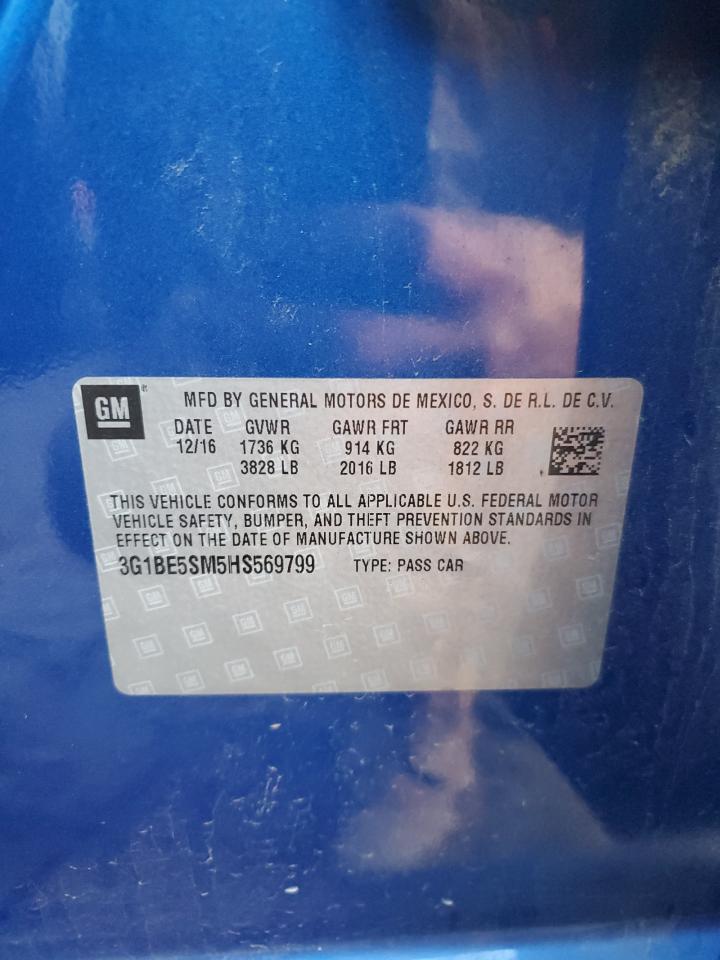 GM
MFD BY GENERAL MOTORS DE MEXICO, S. DE R.L. DE C.V.
DATE GVWR GAWR FRT GAWR RR
12/16 1736 KG 914 KG 822 KG
3828 LB 2016 LB 1812 LB
THIS VEHICLE CONFORMS TO ALL APPLICABLE U.S. FEDERAL MOTOR
VEHICLE SAFETY, BUMPER, AND THEFT PREVENTION STANDARDS IN
EFFECT ON THE DATE OF MANUFACTURE SHOWN ABOVE.
3G1BE5SM5HS569799 TYPE: PASS CAR